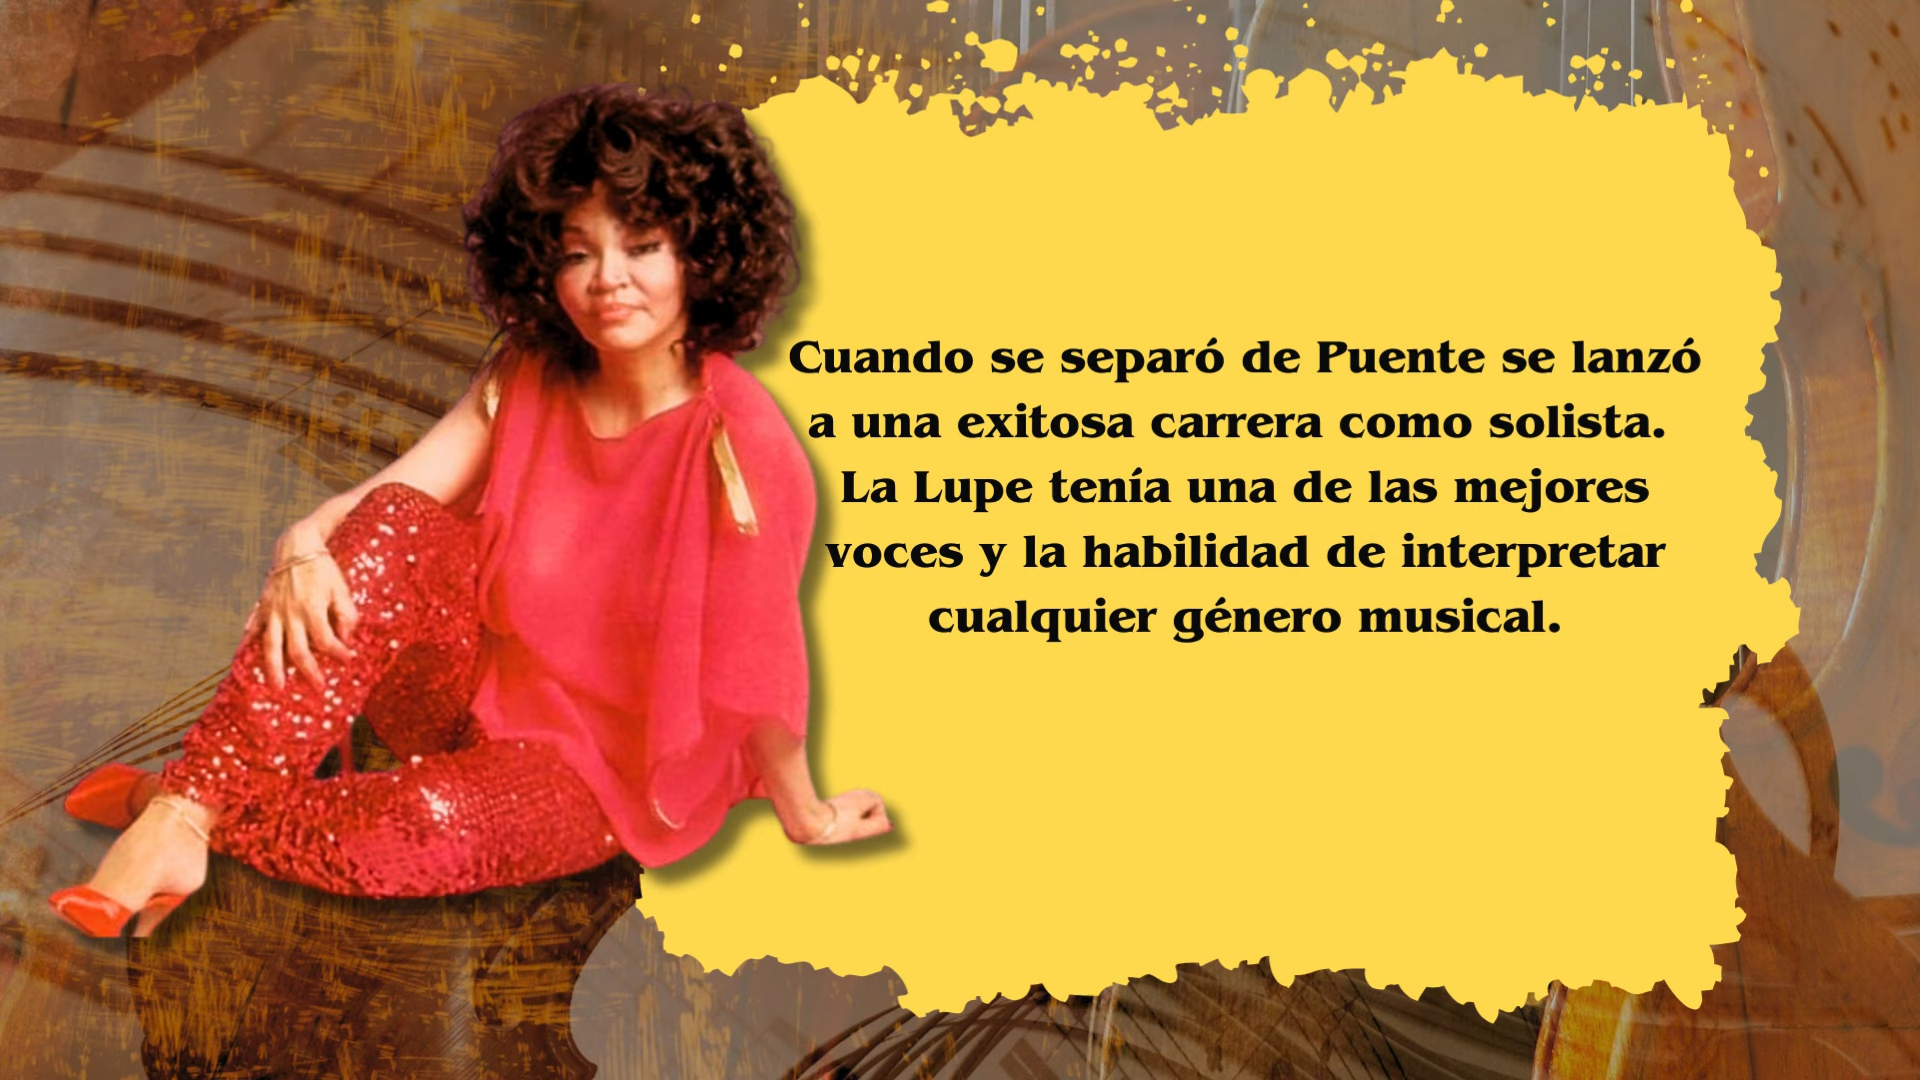 Cuando se separó de Puente se lanzó
a una exitosa carrera como solista.
La Lupe tenía una de las mejores
voces y la habilidad de interpretar
cualquier género musical.